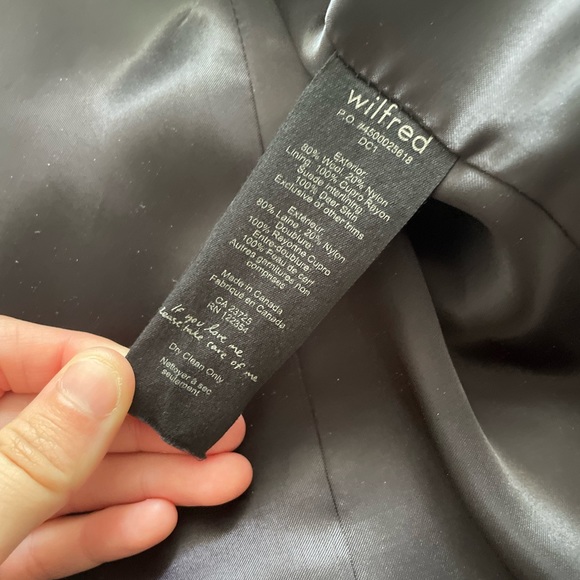 wilfred
P.O. #4500025618
DC1
Exterior:
80% Wool, 20% Nylon
Lining: 100% Cupro Rayon
Suede interlining
100% Deer Skin
Exclusive of other trims
Extérieur:
80% Laine, 20% Nylon
Doublure:
100% Rayonne Cupro
Entre-doublure
100% Peau de cerf
Autres garnitures non
comprises
Made in Canada
Fabriqué en Canada
CA 23725
RN 122354
If you love me,
please take care of me
Dry Clean Only
Nettoyer à sec
seulement